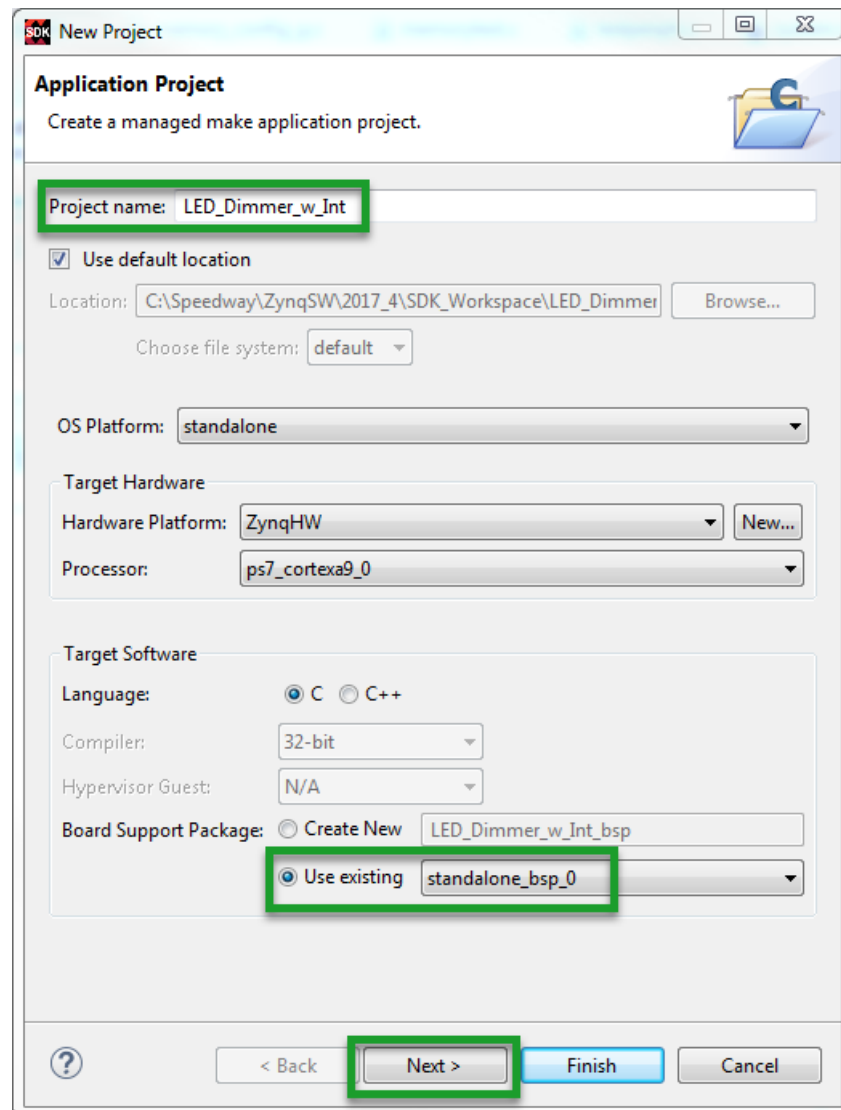 SDK New Project
Application Project
Create a managed make application project.
C
Project name: LED_Dimmer_w_Int
Use default location
Location: C:\Speedway\ZynqSW\2017_4\SDK_Workspace\LED_Dimmer Browse...
Choose file system: default
OS Platform: standalone
Target Hardware
Hardware Platform: ZynqHW New...
Processor: ps7_cortexa9_0
Target Software
Language: C C++
Compiler: 32-bit
Hypervisor Guest: N/A
Board Support Package: Create New LED_Dimmer_w_Int_bsp
Use existing standalone_bsp_0
? < Back Next > Finish Cancel